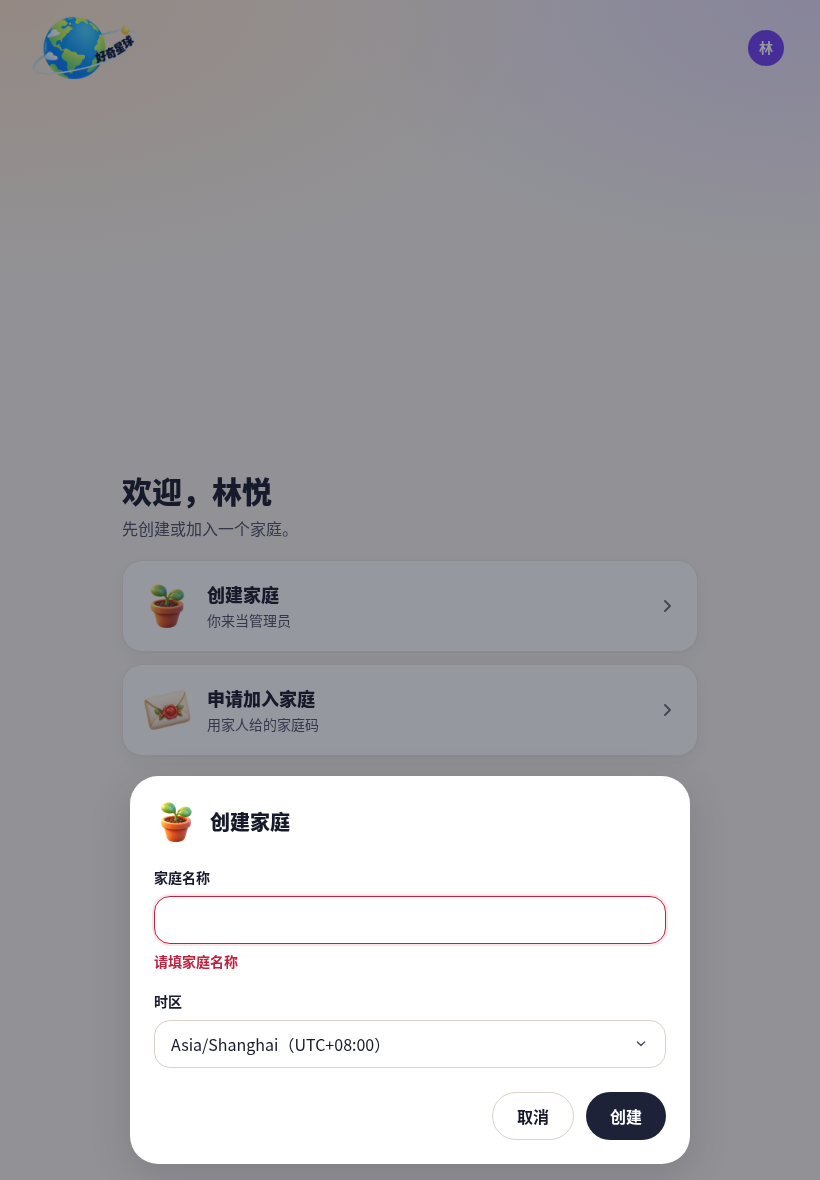 好奇星球
林
欢迎，林悦
先创建或加入一个家庭。
创建家庭
你来当管理员
申请加入家庭
用家人给的家庭码
创建家庭
家庭名称
请填家庭名称
时区
Asia/Shanghai（UTC+08:00）
取消
创建